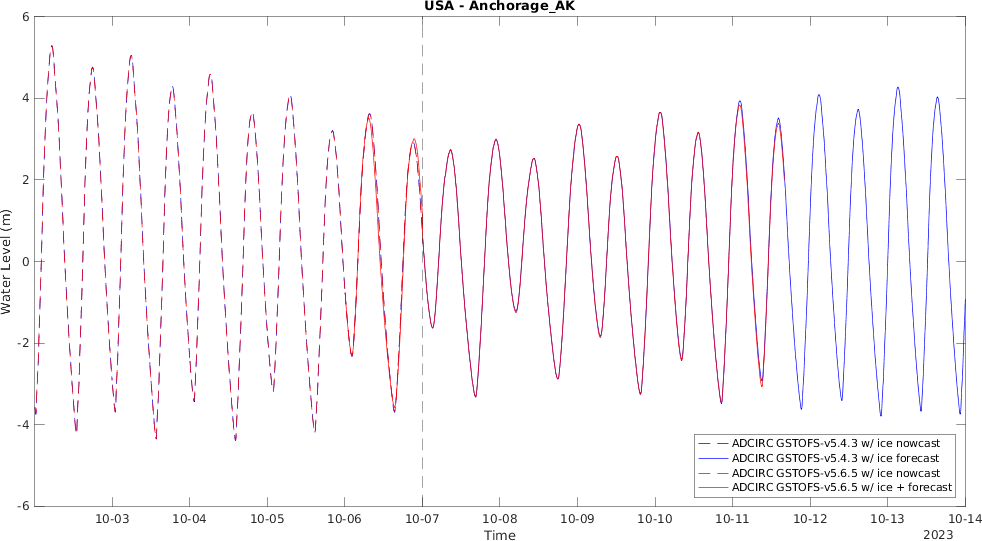 USA - Anchorage_AK
6
4
2
0
-2
-4
-6
Water Level (m)
ADCIRC GSTOFS-v5.4.3 w/ ice nowcast
ADCIRC GSTOFS-v5.4.3 w/ ice forecast
ADCIRC GSTOFS-v5.6.5 w/ ice nowcast
ADCIRC GSTOFS-v5.6.5 w/ ice + forecast
10-03 10-04 10-05 10-06 10-07 10-08 10-09 10-10 10-11 10-12 10-13 10-14
Time
2023